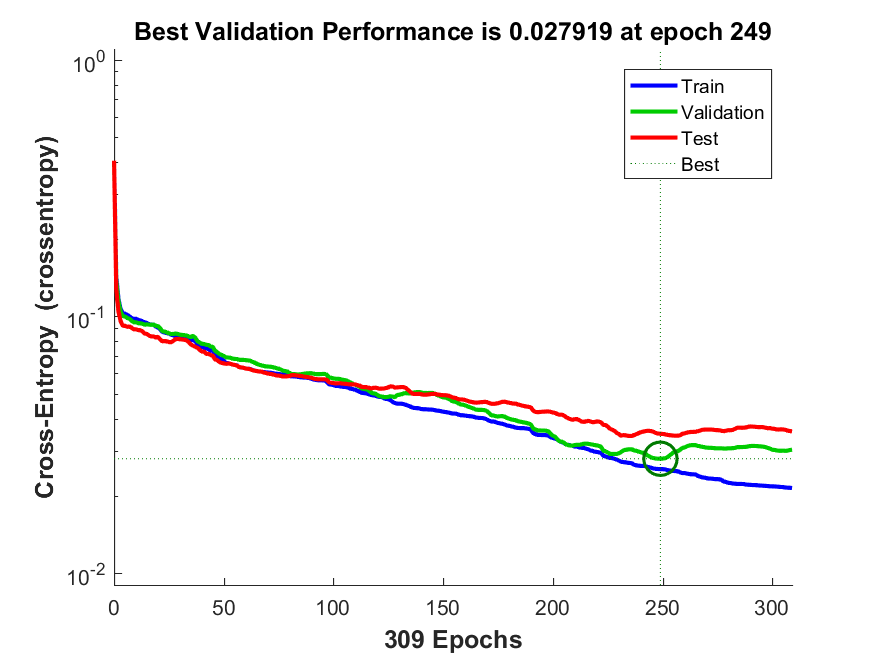 Best Validation Performance is 0.027919 at epoch 249
Cross-Entropy (crossentropy)
10^0
10^-1
10^-2
Train
Validation
Test
Best
0 50 100 150 200 250 300
309 Epochs